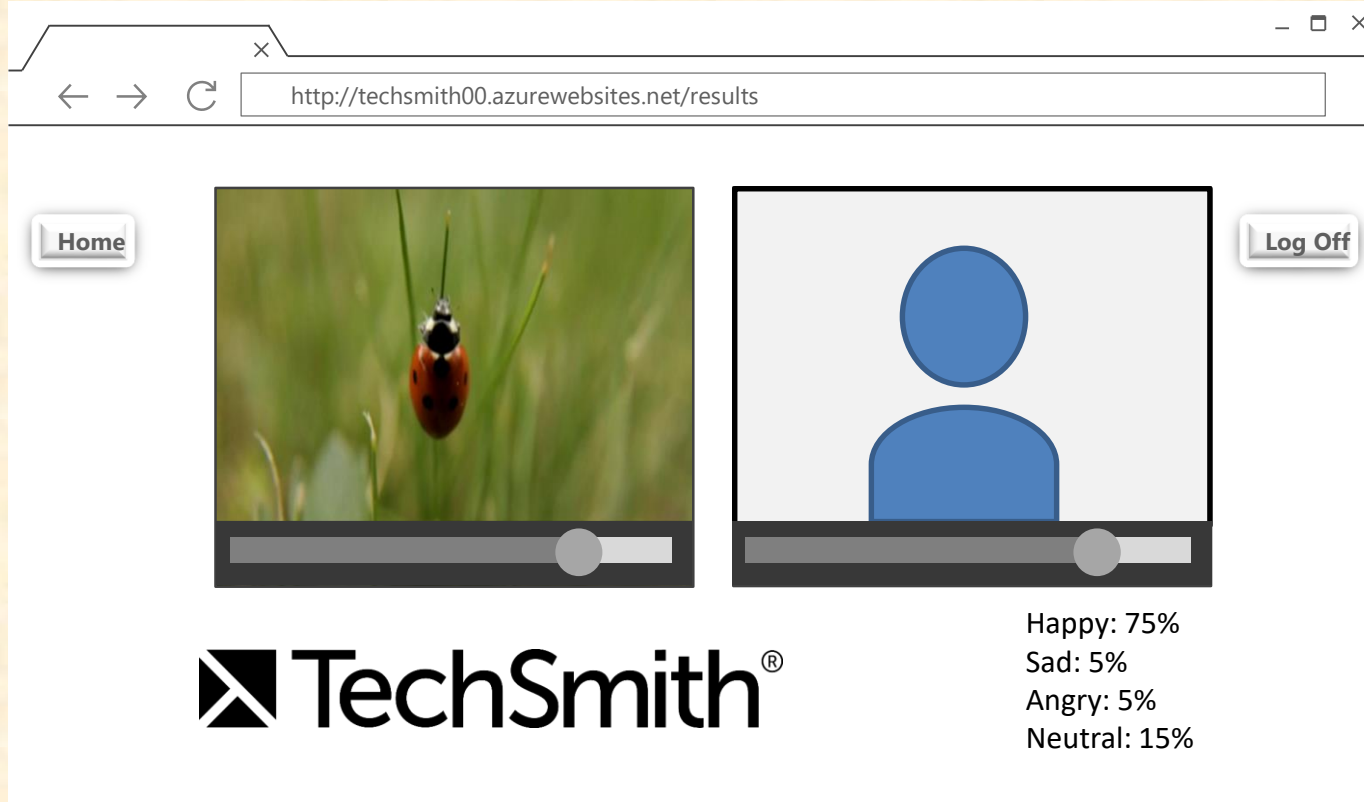 http://techsmith00.azurewebsites.net/results
Home
Log Off
TechSmith®
Happy: 75%
Sad: 5%
Angry: 5%
Neutral: 15%